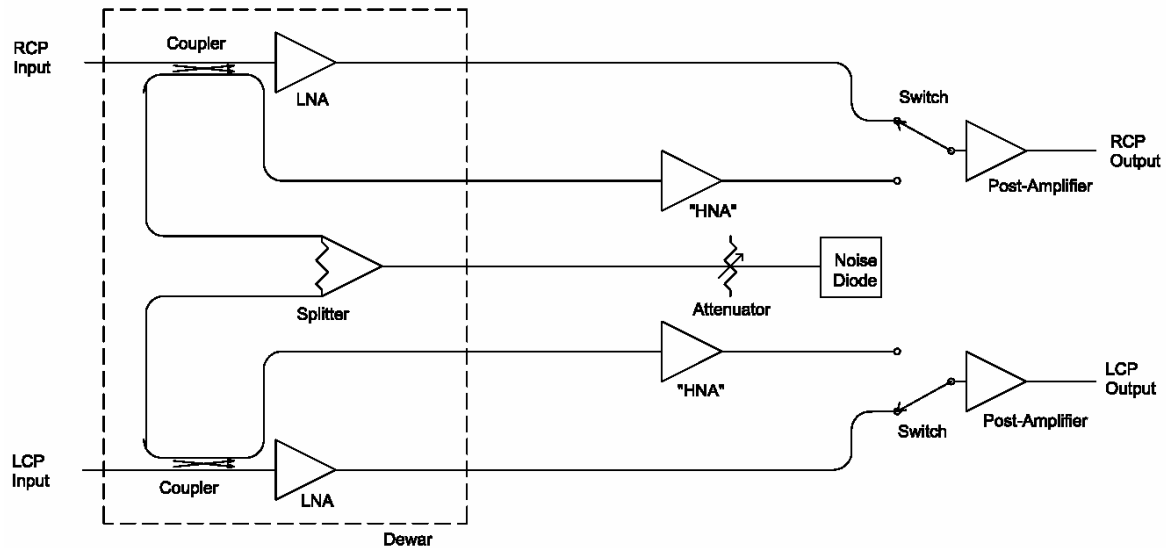 RCP
Input
Coupler
LNA
Switch
RCP
Output
Post-Amplifier
"HNA"
Noise
Diode
Splitter
Attenuator
"HNA"
LCP
Output
Post-Amplifier
Switch
LCP
Input
Coupler
LNA
Dewar